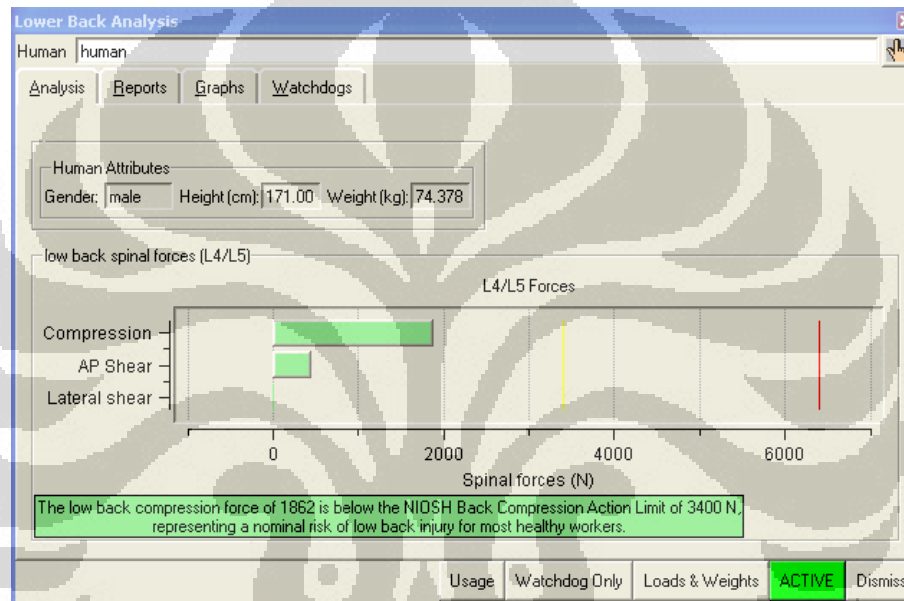 Lower Back Analysis
Human human
Analysis Reports Graphs Watchdogs
Human Attributes
Gender: male Height (cm): 171.00 Weight (kg): 74.378
low back spinal forces (L4/L5)
L4/L5 Forces
Compression
AP Shear
Lateral shear
0 2000 4000 6000
Spinal forces (N)
The low back compression force of 1862 is below the NIOSH Back Compression Action Limit of 3400 N,
representing a nominal risk of low back injury for most healthy workers.
Usage Watchdog Only Loads & Weights ACTIVE Dismiss